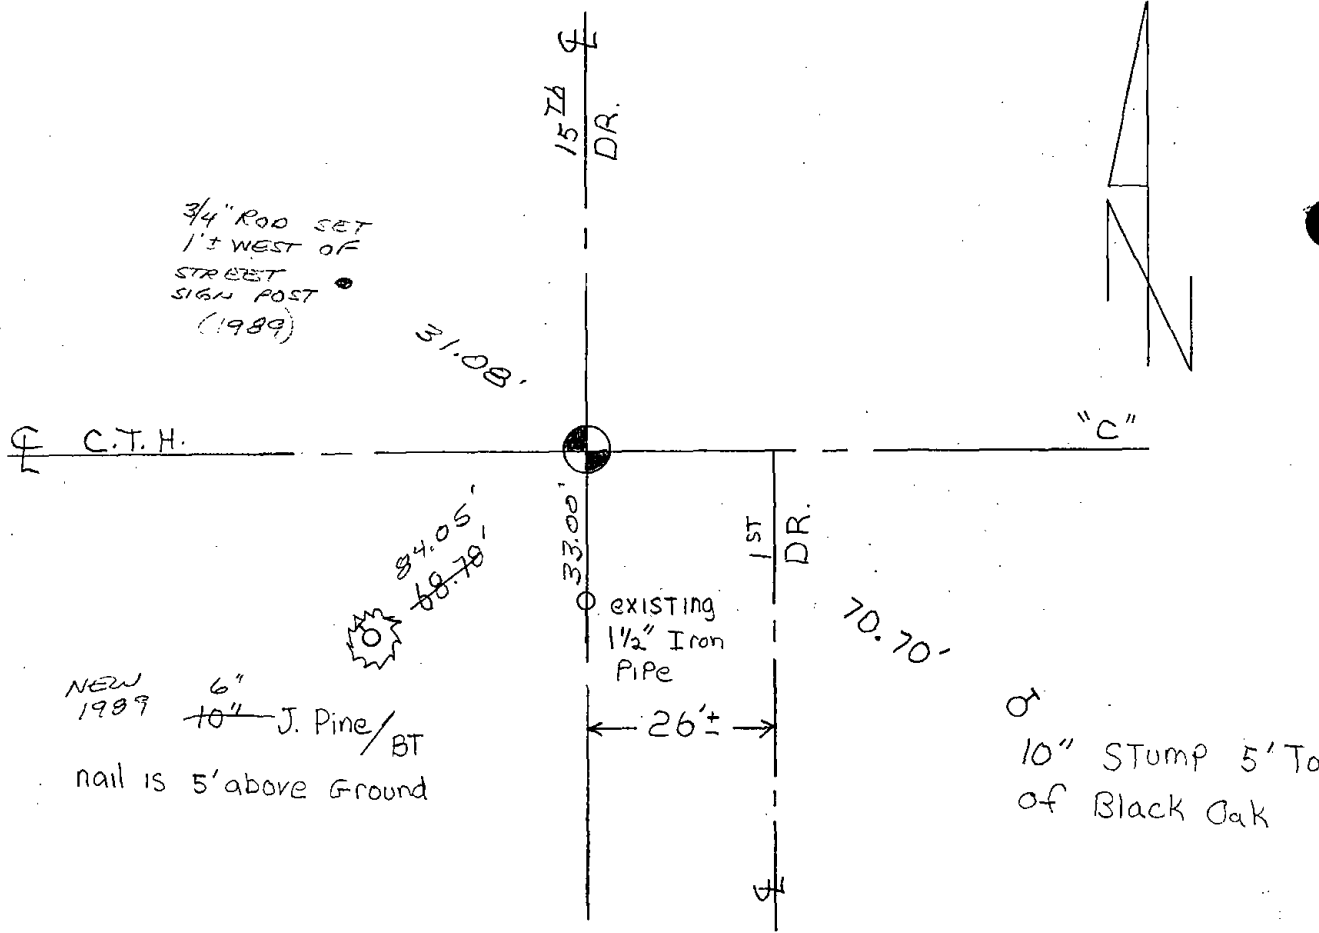 ℄
15TH
DR.
3/4" ROD SET
1'± WEST OF
STREET
SIGN POST
(1989)
31.08'
℄ C.T.H.
"C"
84.05'
68.78'
33.00'
1ST
DR.
existing
1½" Iron
PiPe
70.70'
NEW
1989
6"
10" J. Pine/BT
nail is 5' above Ground
26'±
10" STump 5' To
of Black Oak
℄
N